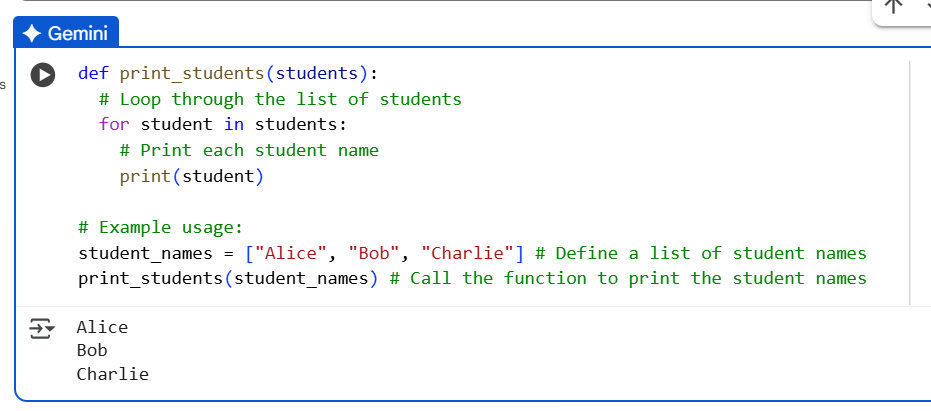 Gemini
def print_students(students):
  # Loop through the list of students
  for student in students:
    # Print each student name
    print(student)
# Example usage:
student_names = ["Alice", "Bob", "Charlie"] # Define a list of student names
print_students(student_names) # Call the function to print the student names
Alice
Bob
Charlie